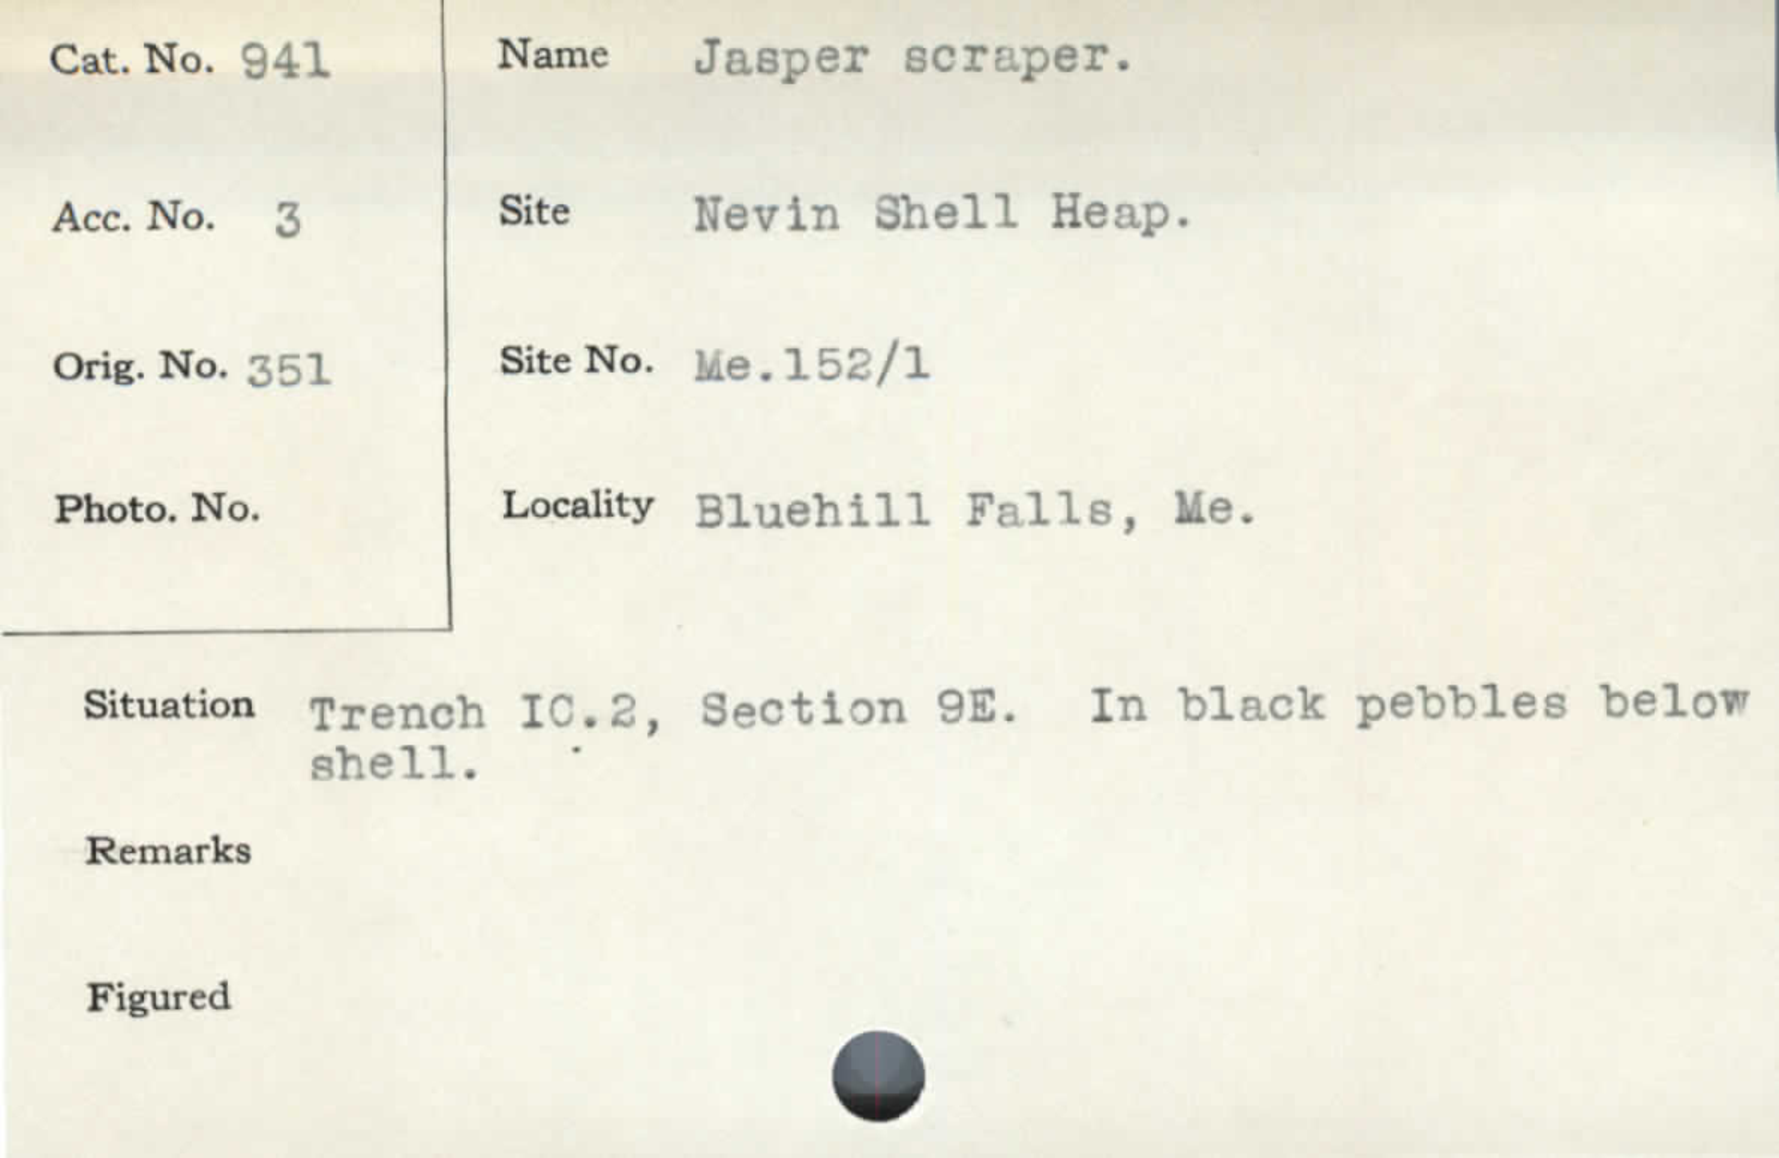 Cat. No. 941
Name Jasper scraper.
Acc. No. 3
Site Nevin Shell Heap.
Orig. No. 351
Site No. Me.152/1
Photo. No.
Locality Bluehill Falls, Me.
Situation Trench IC.2, Section 9E. In black pebbles below
shell.
Remarks
Figured